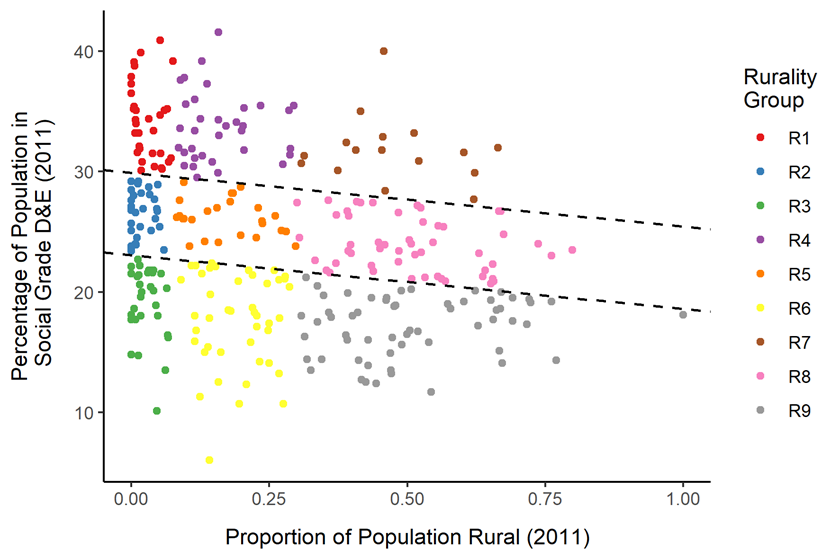 Percentage of Population in
Social Grade D&E (2011)
40
30
20
10
0.00 0.25 0.50 0.75 1.00
Proportion of Population Rural (2011)
Rurality
Group
R1
R2
R3
R4
R5
R6
R7
R8
R9